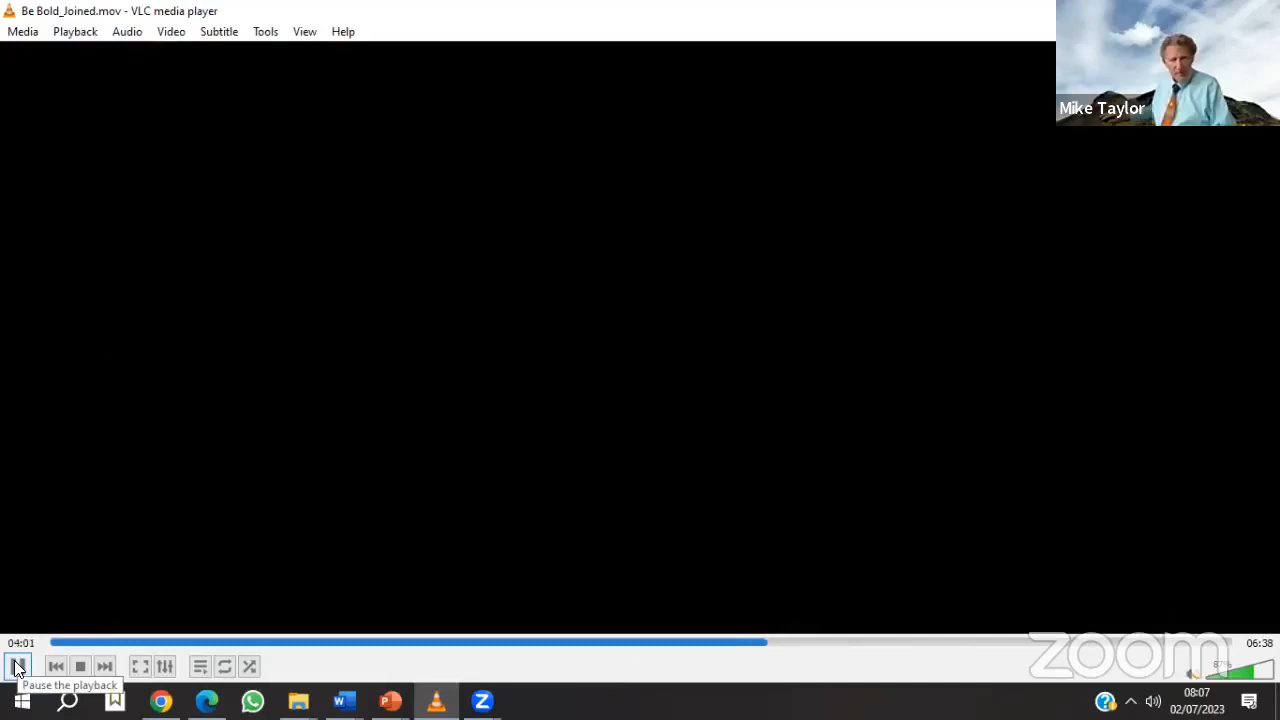 Be Bold_Joined.mov - VLC media player
Media Playback Audio Video Subtitle Tools View Help
Mike Taylor
04:01
06:38
zoom
87%
Pause the playback
08:07
02/07/2023